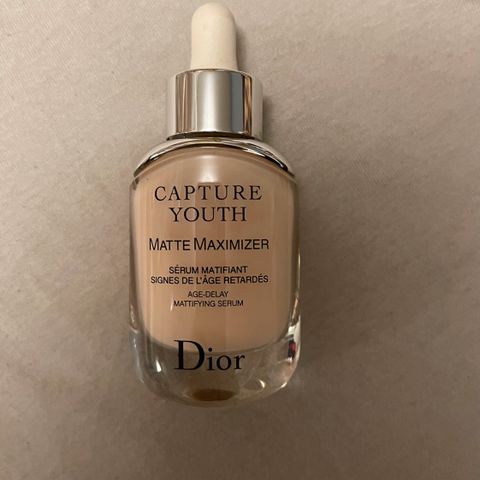 CAPTURE
YOUTH
MATTE MAXIMIZER
SÉRUM MATIFIANT
SIGNES DE L'ÂGE RETARDÉS
AGE-DELAY
MATTIFYING SERUM
Dior